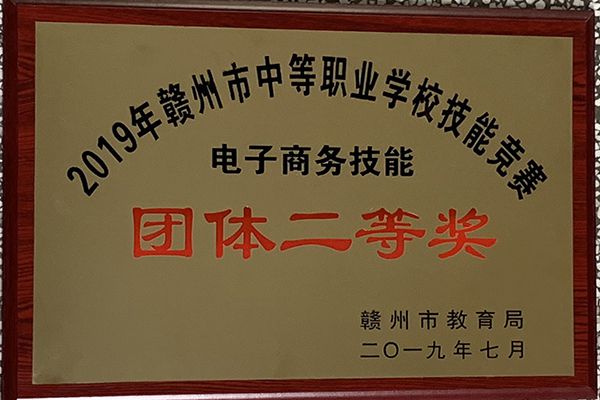 2019年赣州市中等职业学校技能竞赛
电子商务技能
团体二等奖
赣州市教育局
二〇一九年七月